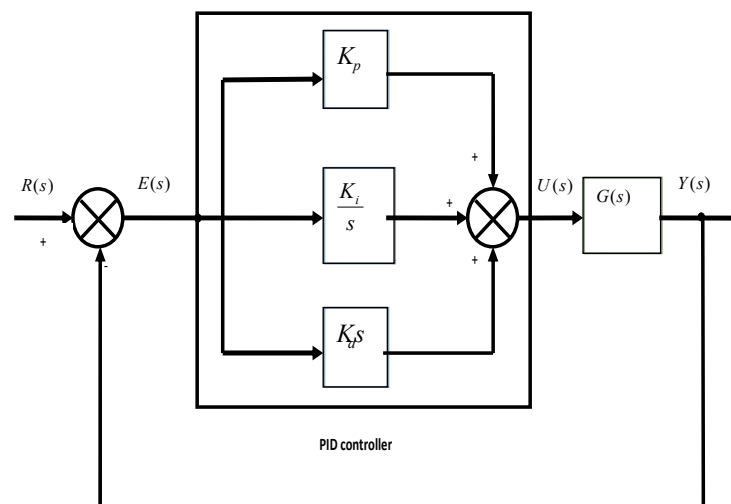 K_p
+
R(s)
E(s)
K_i
s
+
U(s)
G(s)
Y(s)
+
-
+
K_d s
PID controller